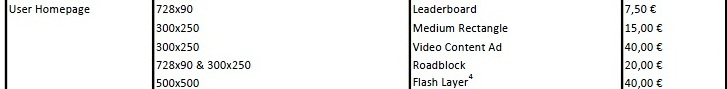 User Homepage 728x90 Leaderboard 7,50 €
300x250 Medium Rectangle 15,00 €
300x250 Video Content Ad 40,00 €
728x90 & 300x250 Roadblock 20,00 €
500x500 Flash Layer⁴ 40,00 €